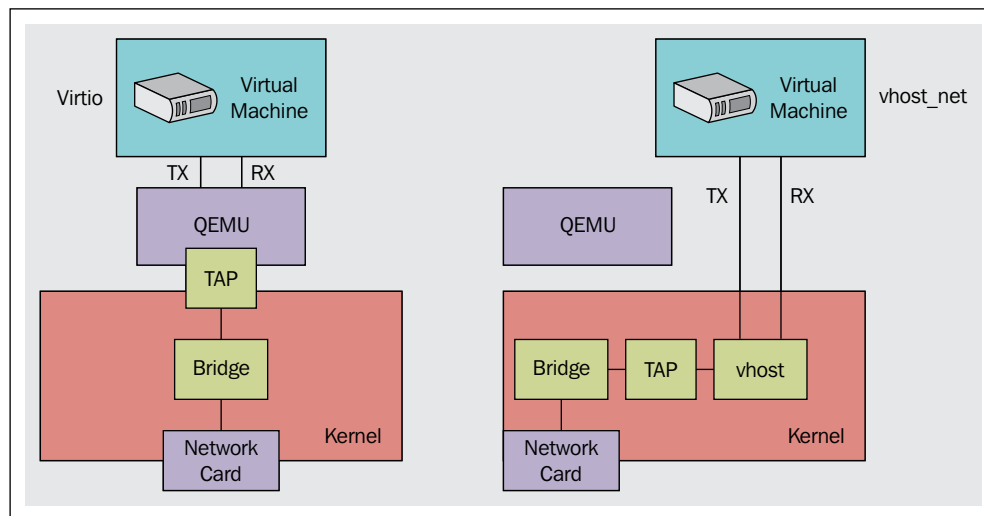 Virtio
Virtual
Machine
TX
RX
QEMU
TAP
Bridge
Network
Card
Kernel
Virtual
Machine
vhost_net
TX
RX
QEMU
Bridge
TAP
vhost
Network
Card
Kernel